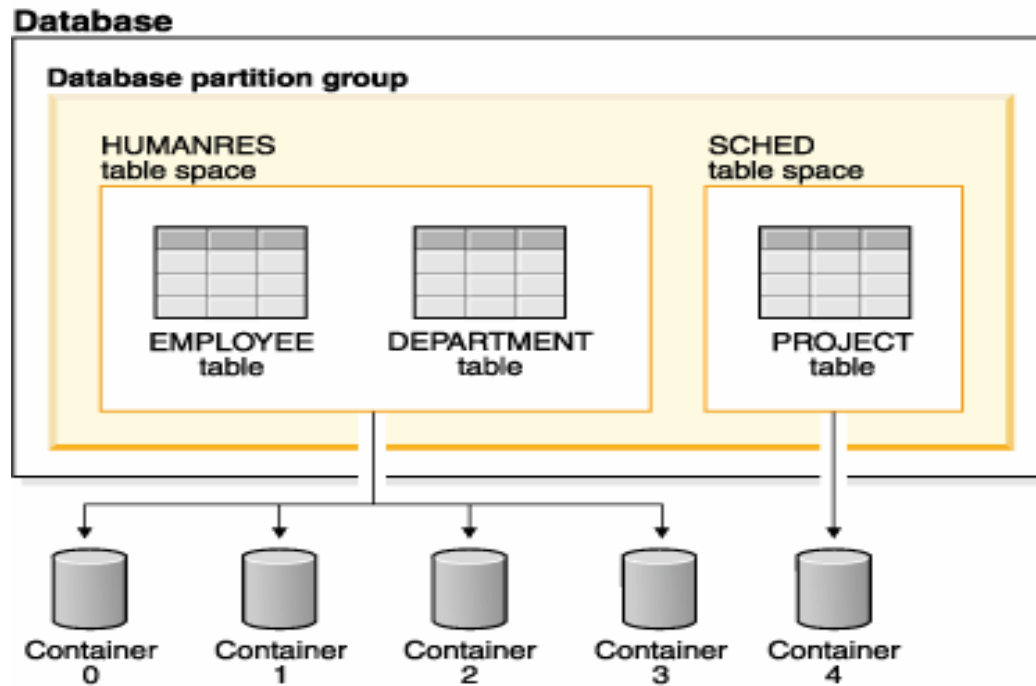 Database
Database partition group
HUMANRES
table space
SCHED
table space
EMPLOYEE
table
DEPARTMENT
table
PROJECT
table
Container
0
Container
1
Container
2
Container
3
Container
4